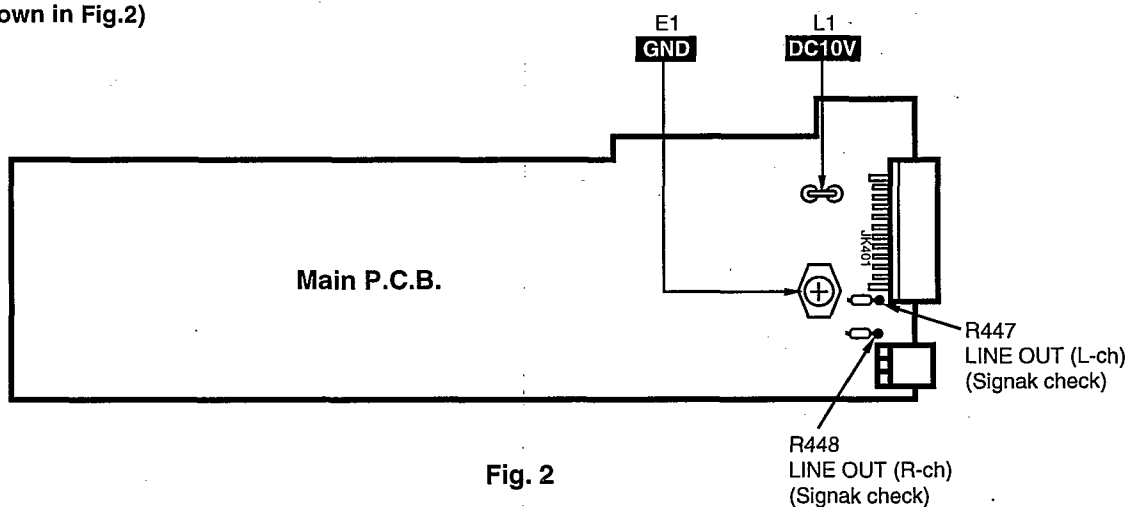 own in Fig.2)
E1
GND
L1
DC10V
JK401
Main P.C.B.
R447
LINE OUT (L-ch)
(Signak check)
R448
LINE OUT (R-ch)
(Signak check)
Fig. 2